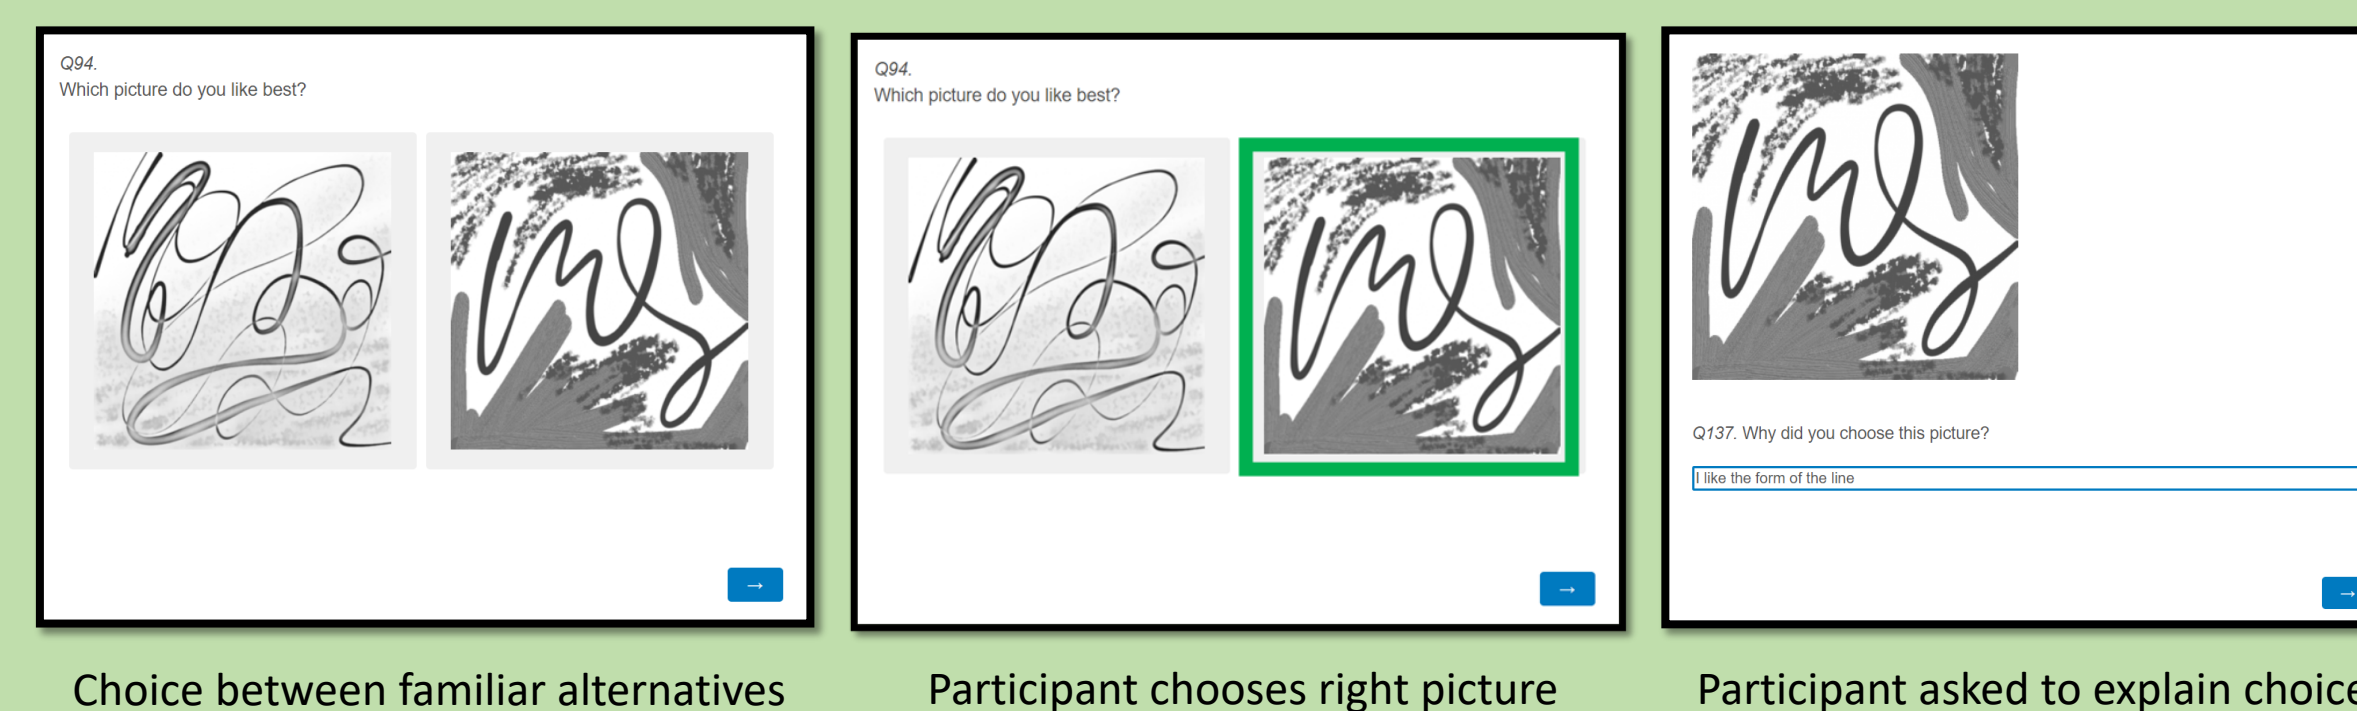 Q94.
Which picture do you like best?
→
Choice between familiar alternatives
Q94.
Which picture do you like best?
→
Participant chooses right picture
Q137. Why did you choose this picture?
I like the form of the line
→
Participant asked to explain choice